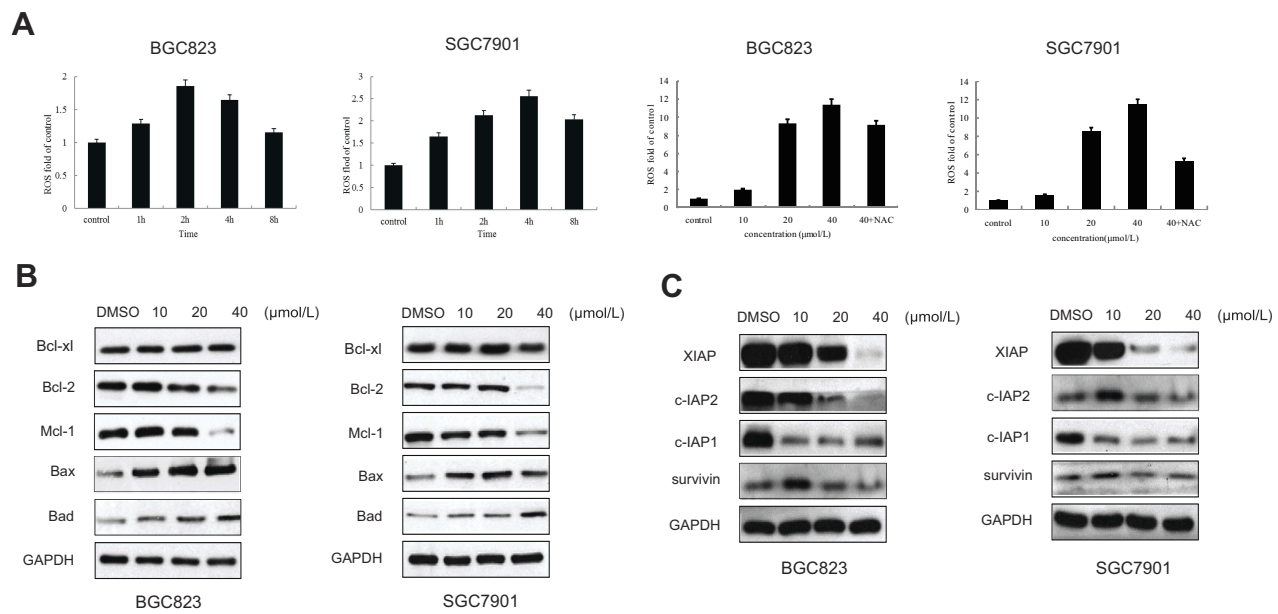 A
BGC823
SGC7901
BGC823
SGC7901
ROS fold of control
2
1.5
1
0.5
0
control 1h 2h 4h 8h
Time
ROS flod of control
3
2.5
2
1.5
1
0.5
0
control 1h 2h 4h 8h
Time
ROS fold of control
14
12
10
8
6
4
2
0
control 10 20 40 40+NAC
concentration (μmol/L)
ROS fold of control
14
12
10
8
6
4
2
0
control 10 20 40 40+NAC
concentration(μmol/L)
B
DMSO 10 20 40 (μmol/L)
Bcl-xl
Bcl-2
Mcl-1
Bax
Bad
GAPDH
BGC823
DMSO 10 20 40 (μmol/L)
Bcl-xl
Bcl-2
Mcl-1
Bax
Bad
GAPDH
SGC7901
C
DMSO 10 20 40 (μmol/L)
XIAP
c-IAP2
c-IAP1
survivin
GAPDH
BGC823
DMSO 10 20 40 (μmol/L)
XIAP
c-IAP2
c-IAP1
survivin
GAPDH
SGC7901